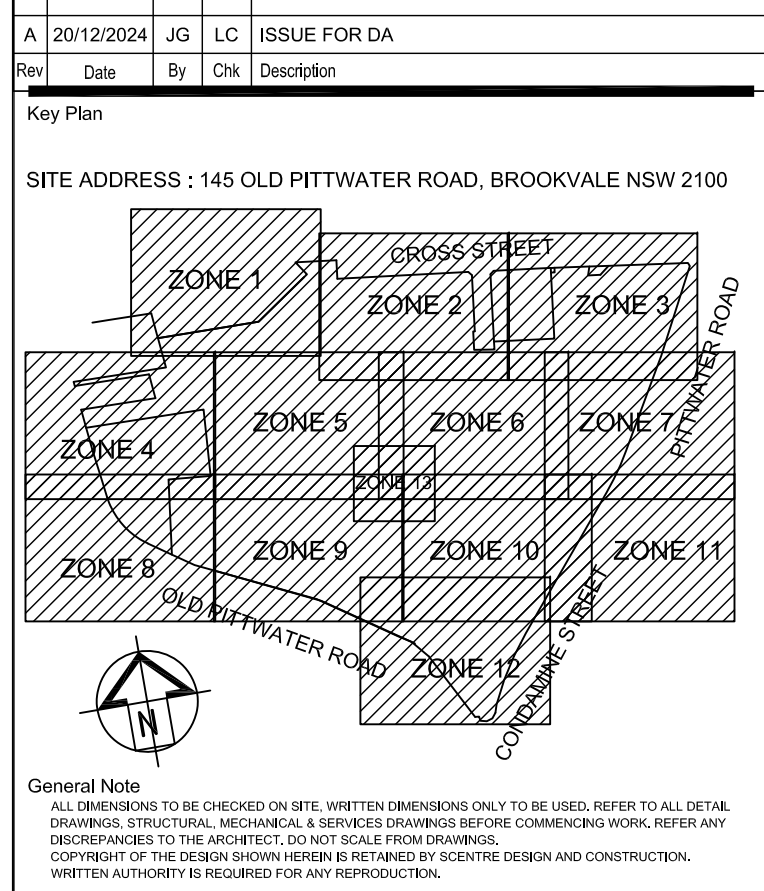 A 20/12/2024 JG LC ISSUE FOR DA
Rev Date By Chk Description
Key Plan
SITE ADDRESS : 145 OLD PITTWATER ROAD, BROOKVALE NSW 2100
CROSS STREET
ZONE 1
ZONE 2
ZONE 3
PITTWATER ROAD
ZONE 4
ZONE 5
ZONE 6
ZONE 7
ZONE 13
ZONE 8
ZONE 9
ZONE 10
ZONE 11
OLD PITTWATER ROAD
ZONE 12
CONDAMINE STREET
N
General Note
ALL DIMENSIONS TO BE CHECKED ON SITE, WRITTEN DIMENSIONS ONLY TO BE USED. REFER TO ALL DETAIL
DRAWINGS, STRUCTURAL, MECHANICAL & SERVICES DRAWINGS BEFORE COMMENCING WORK. REFER ANY
DISCREPANCIES TO THE ARCHITECT. DO NOT SCALE FROM DRAWINGS.
COPYRIGHT OF THE DESIGN SHOWN HEREIN IS RETAINED BY SCENTRE DESIGN AND CONSTRUCTION.
WRITTEN AUTHORITY IS REQUIRED FOR ANY REPRODUCTION.